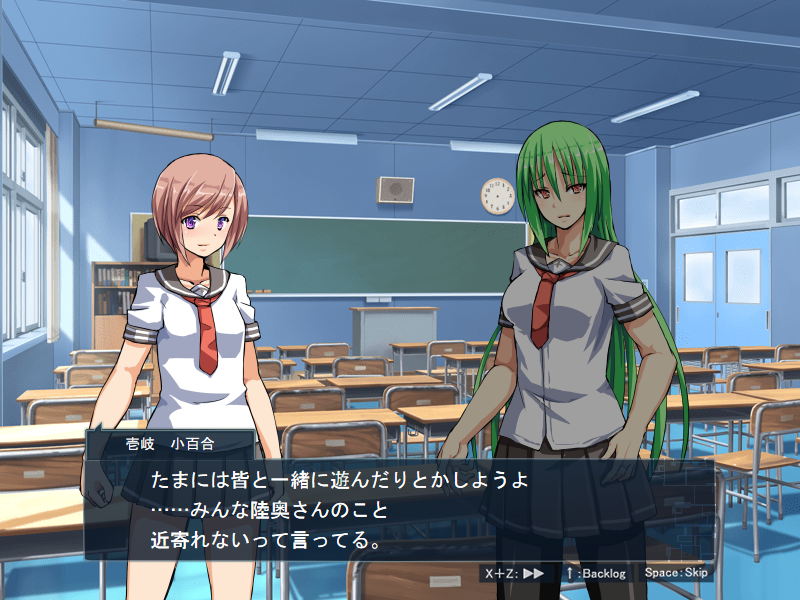 壱岐　小百合
たまには皆と一緒に遊んだりとかしようよ
……みんな陸奥さんのこと
近寄れないって言ってる。
X+Z:▶▶ ↑:Backlog Space:Skip